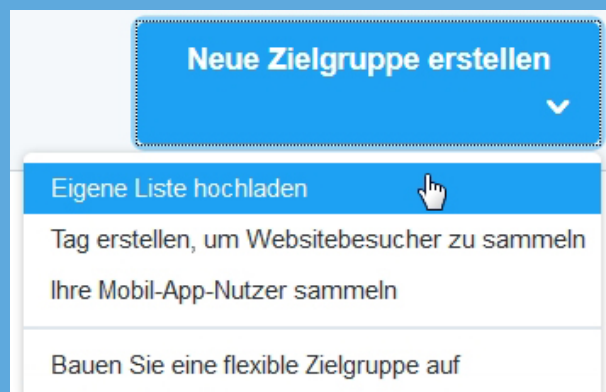 Neue Zielgruppe erstellen
Eigene Liste hochladen
Tag erstellen, um Websitebesucher zu sammeln
Ihre Mobil-App-Nutzer sammeln
Bauen Sie eine flexible Zielgruppe auf